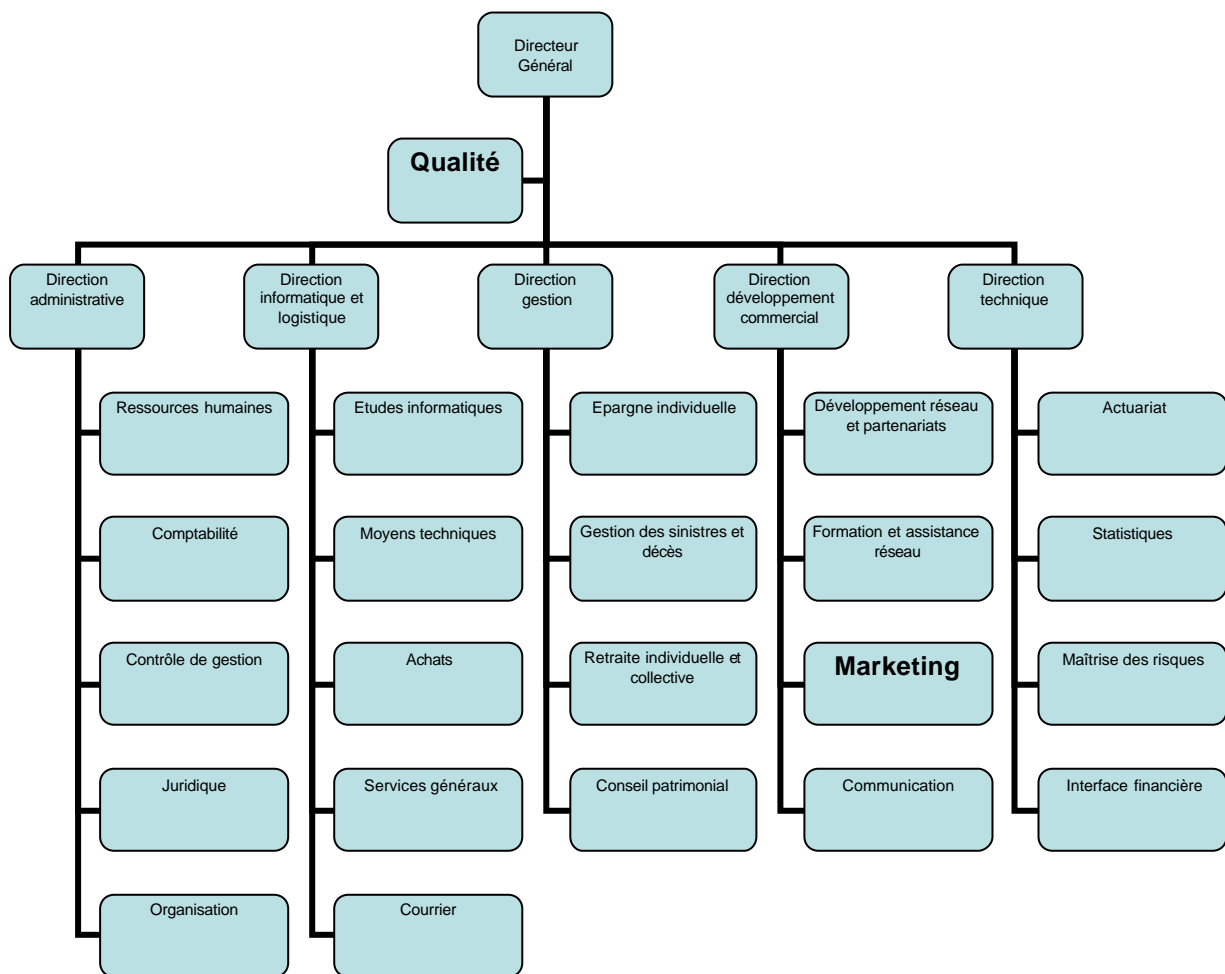 Directeur
Général
Qualité
Direction
administrative
Direction
informatique et
logistique
Direction
gestion
Direction
développement
commercial
Direction
technique
Ressources humaines
Etudes informatiques
Epargne individuelle
Développement réseau
et partenariats
Actuariat
Comptabilité
Moyens techniques
Gestion des sinistres et
décès
Formation et assistance
réseau
Statistiques
Contrôle de gestion
Achats
Retraite individuelle et
collective
Marketing
Maîtrise des risques
Juridique
Services généraux
Conseil patrimonial
Communication
Interface financière
Organisation
Courrier